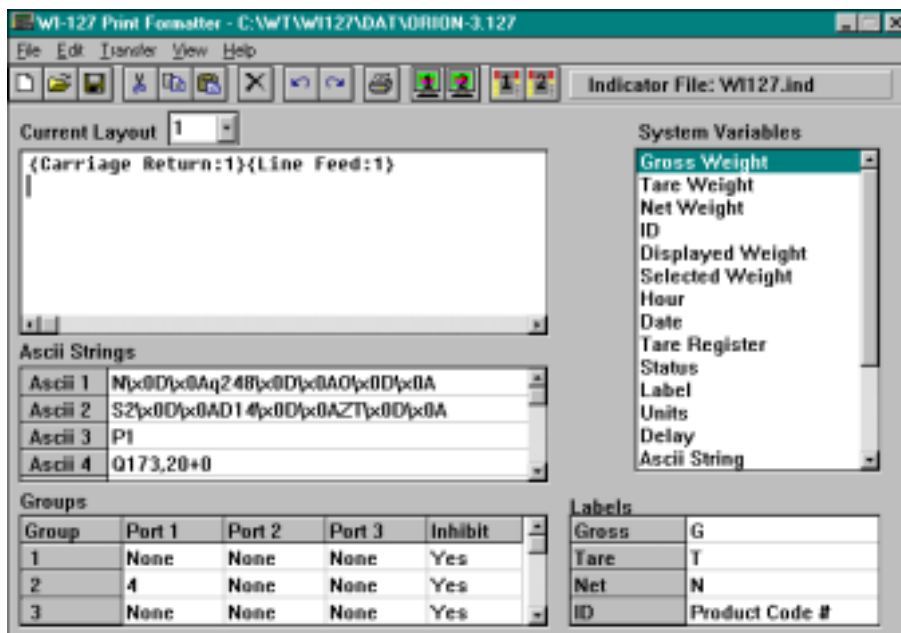 WI-127 Print Formatter - C:\WT\WI127\DAT\ORION-3.127
File Edit Transfer View Help
1 2 1 2 Indicator File: WI127.ind
Current Layout 1
System Variables
{Carriage Return:1}{Line Feed:1}
Gross Weight
Tare Weight
Net Weight
ID
Displayed Weight
Selected Weight
Hour
Date
Tare Register
Status
Label
Units
Delay
Ascii String
Ascii Strings
Ascii 1 N\x0D\x0Aq248\x0D\x0AO\x0D\x0A
Ascii 2 S2\x0D\x0AD14\x0D\x0AZT\x0D\x0A
Ascii 3 P1
Ascii 4 Q173,20+0
Groups
Group Port 1 Port 2 Port 3 Inhibit
1 None None None Yes
2 4 None None Yes
3 None None None Yes
Labels
Gross G
Tare T
Net N
ID Product Code #